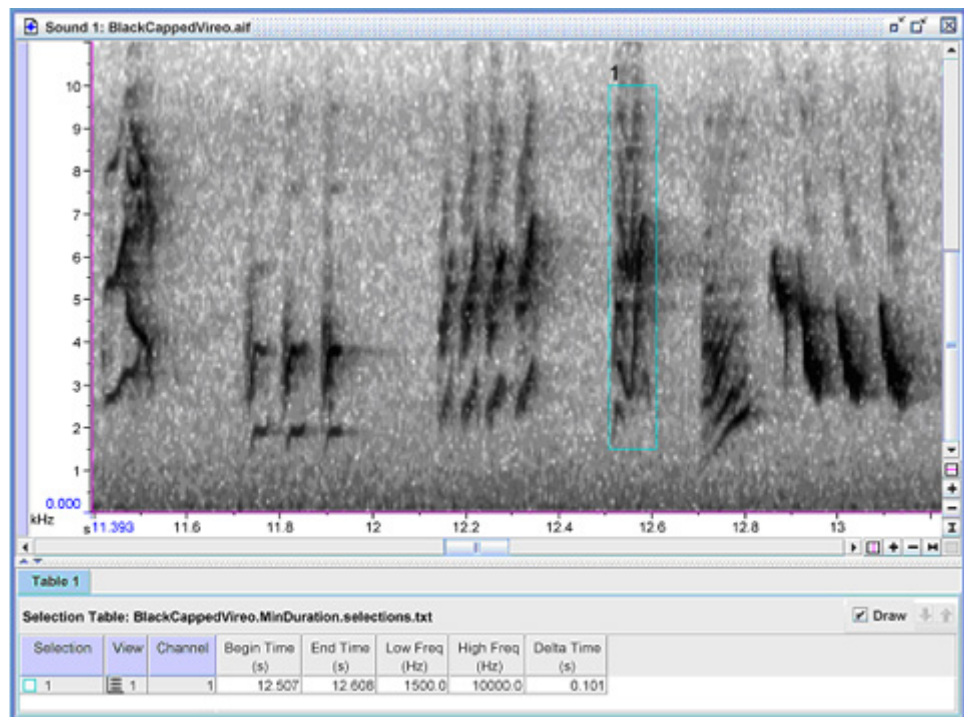 Sound 1: BlackCappedVireo.aif
1
10
9
8
7
6
5
4
3
2
1
0.000
kHz
s 11.393 11.6 11.8 12 12.2 12.4 12.6 12.8 13
Table 1
Selection Table: BlackCappedVireo.MinDuration.selections.txt Draw
Selection View Channel Begin Time End Time Low Freq High Freq Delta Time
(s) (s) (Hz) (Hz) (s)
1 1 1 12.507 12.608 1500.0 10000.0 0.101